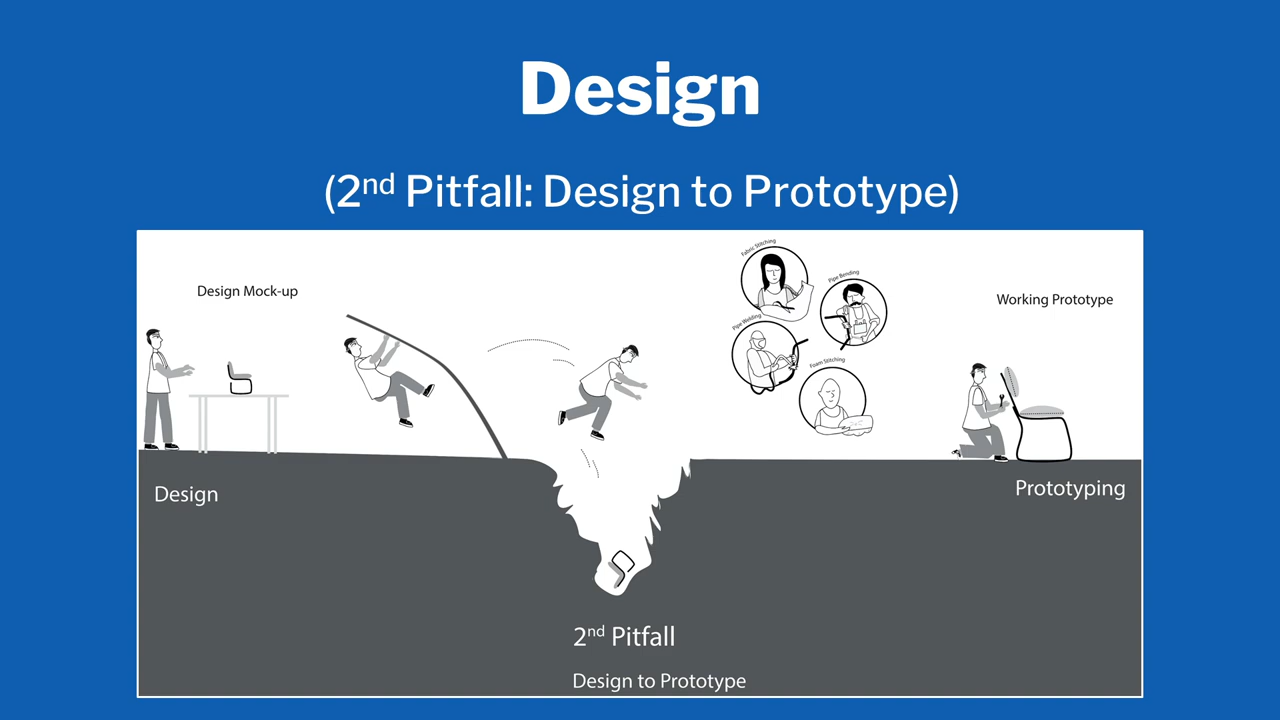 Design
(2nd Pitfall: Design to Prototype)
Design Mock-up
Fabric Stitching
Pipe Bending
Pipe Welding
Foam Stitching
Working Prototype
Design
Prototyping
2nd Pitfall
Design to Prototype